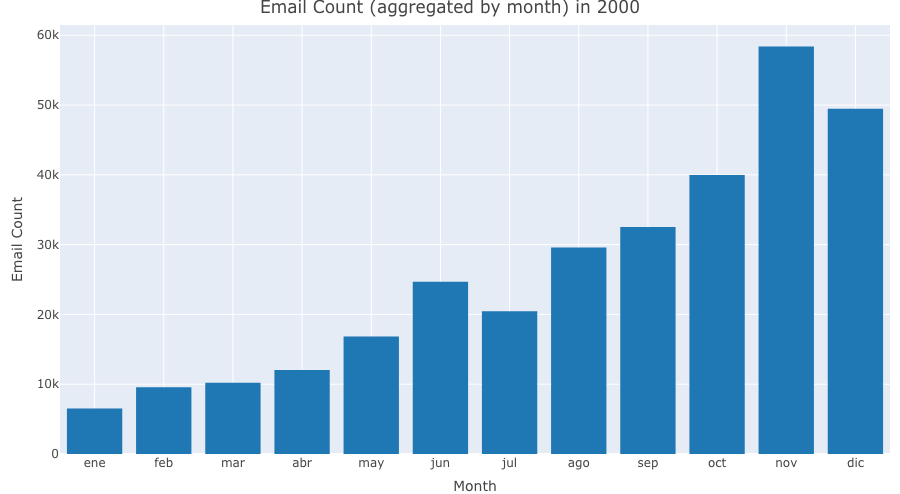 Email Count (aggregated by month) in 2000
60k
50k
40k
30k
20k
10k
0
Email Count
ene feb mar abr may jun jul ago sep oct nov dic
Month